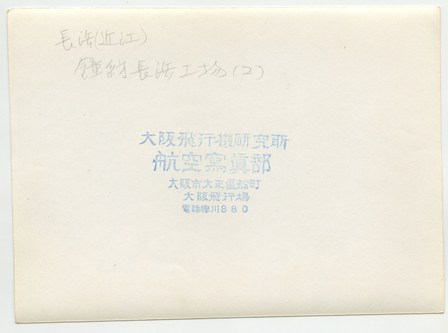 長浜(近江)
鐘紡長浜工場(2)
大阪飛行機研究所
航空寫眞部
大阪市大正區船町
大阪飛行場
電話櫻川880